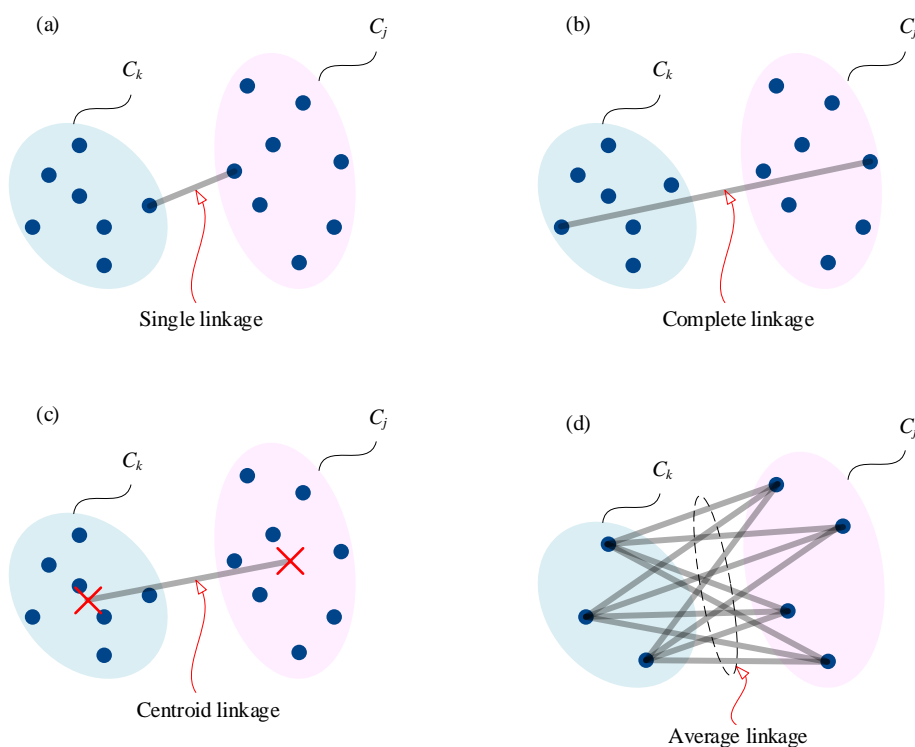 (a)
C_j
C_k
Single linkage
(b)
C_j
C_k
Complete linkage
(c)
C_j
C_k
Centroid linkage
(d)
C_j
C_k
Average linkage